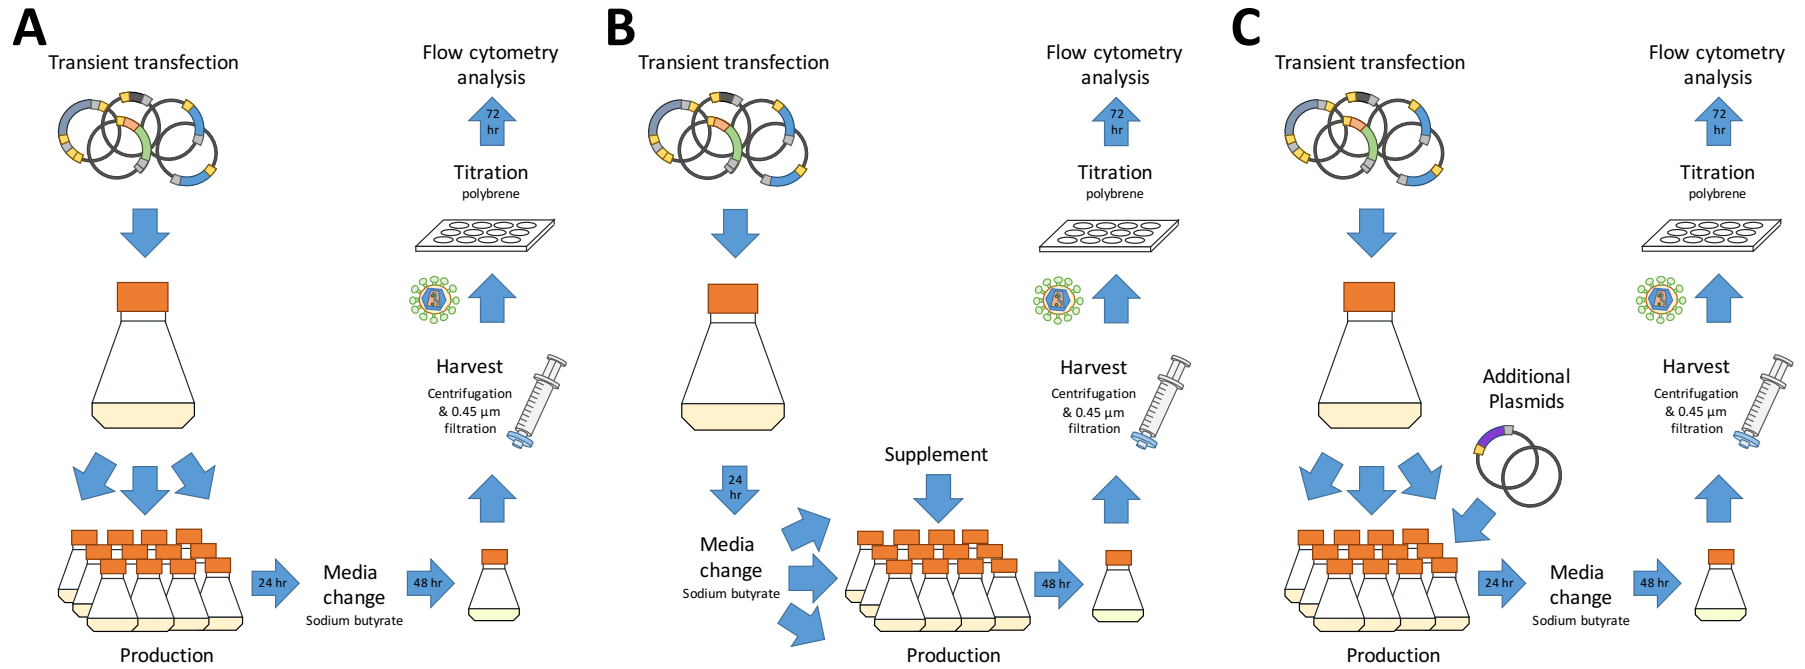 A
Transient transfection
Flow cytometry
analysis
72
hr
Titration
polybrene
Harvest
Centrifugation
& 0.45 µm
filtration
24 hr
Media
change
Sodium butyrate
48 hr
Production
B
Transient transfection
Flow cytometry
analysis
72
hr
Titration
polybrene
Harvest
Centrifugation
& 0.45 µm
filtration
Supplement
24
hr
Media
change
Sodium butyrate
48 hr
Production
C
Transient transfection
Flow cytometry
analysis
72
hr
Titration
polybrene
Harvest
Centrifugation
& 0.45 µm
filtration
Additional
Plasmids
24 hr
Media
change
Sodium butyrate
48 hr
Production